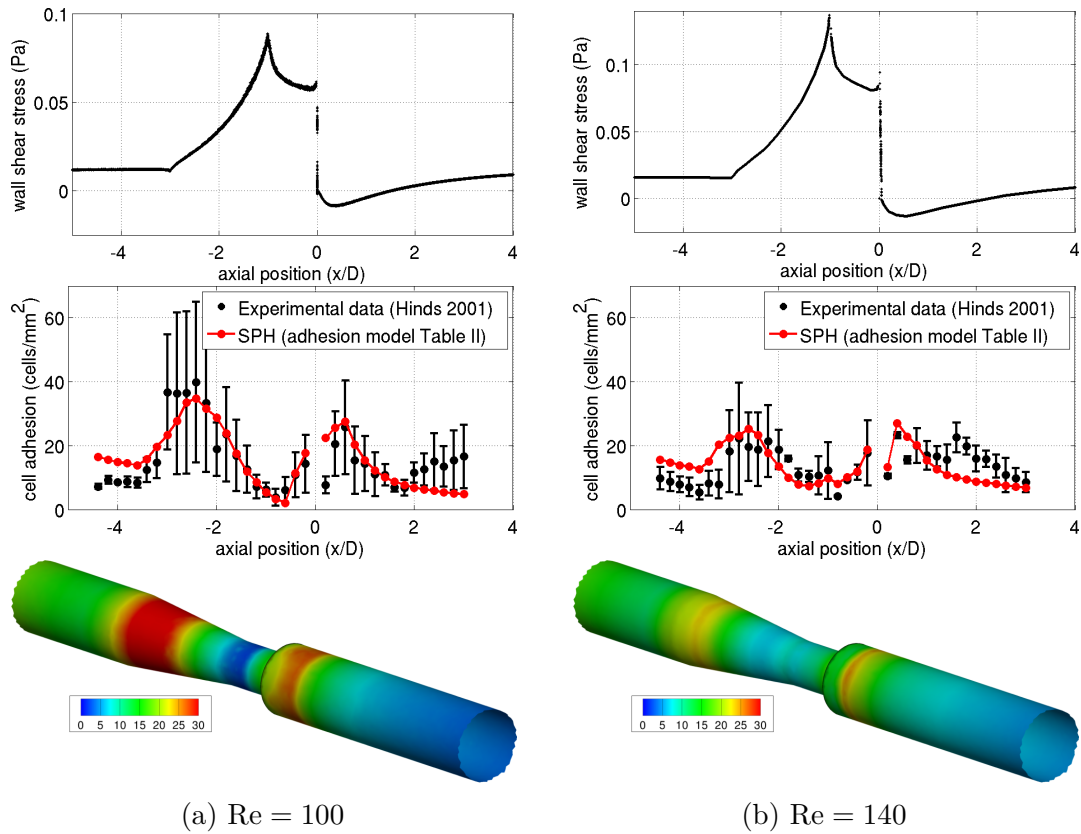 0.1
0.05
0
wall shear stress (Pa)
-4 -2 0 2 4
axial position (x/D)
0.1
0.05
0
wall shear stress (Pa)
-4 -2 0 2 4
axial position (x/D)
60
40
20
0
cell adhesion (cells/mm²)
Experimental data (Hinds 2001)
SPH (adhesion model Table II)
-4 -2 0 2 4
axial position (x/D)
60
40
20
0
cell adhesion (cells/mm²)
Experimental data (Hinds 2001)
SPH (adhesion model Table II)
-4 -2 0 2 4
axial position (x/D)
0 5 10 15 20 25 30
0 5 10 15 20 25 30
(a) Re = 100
(b) Re = 140